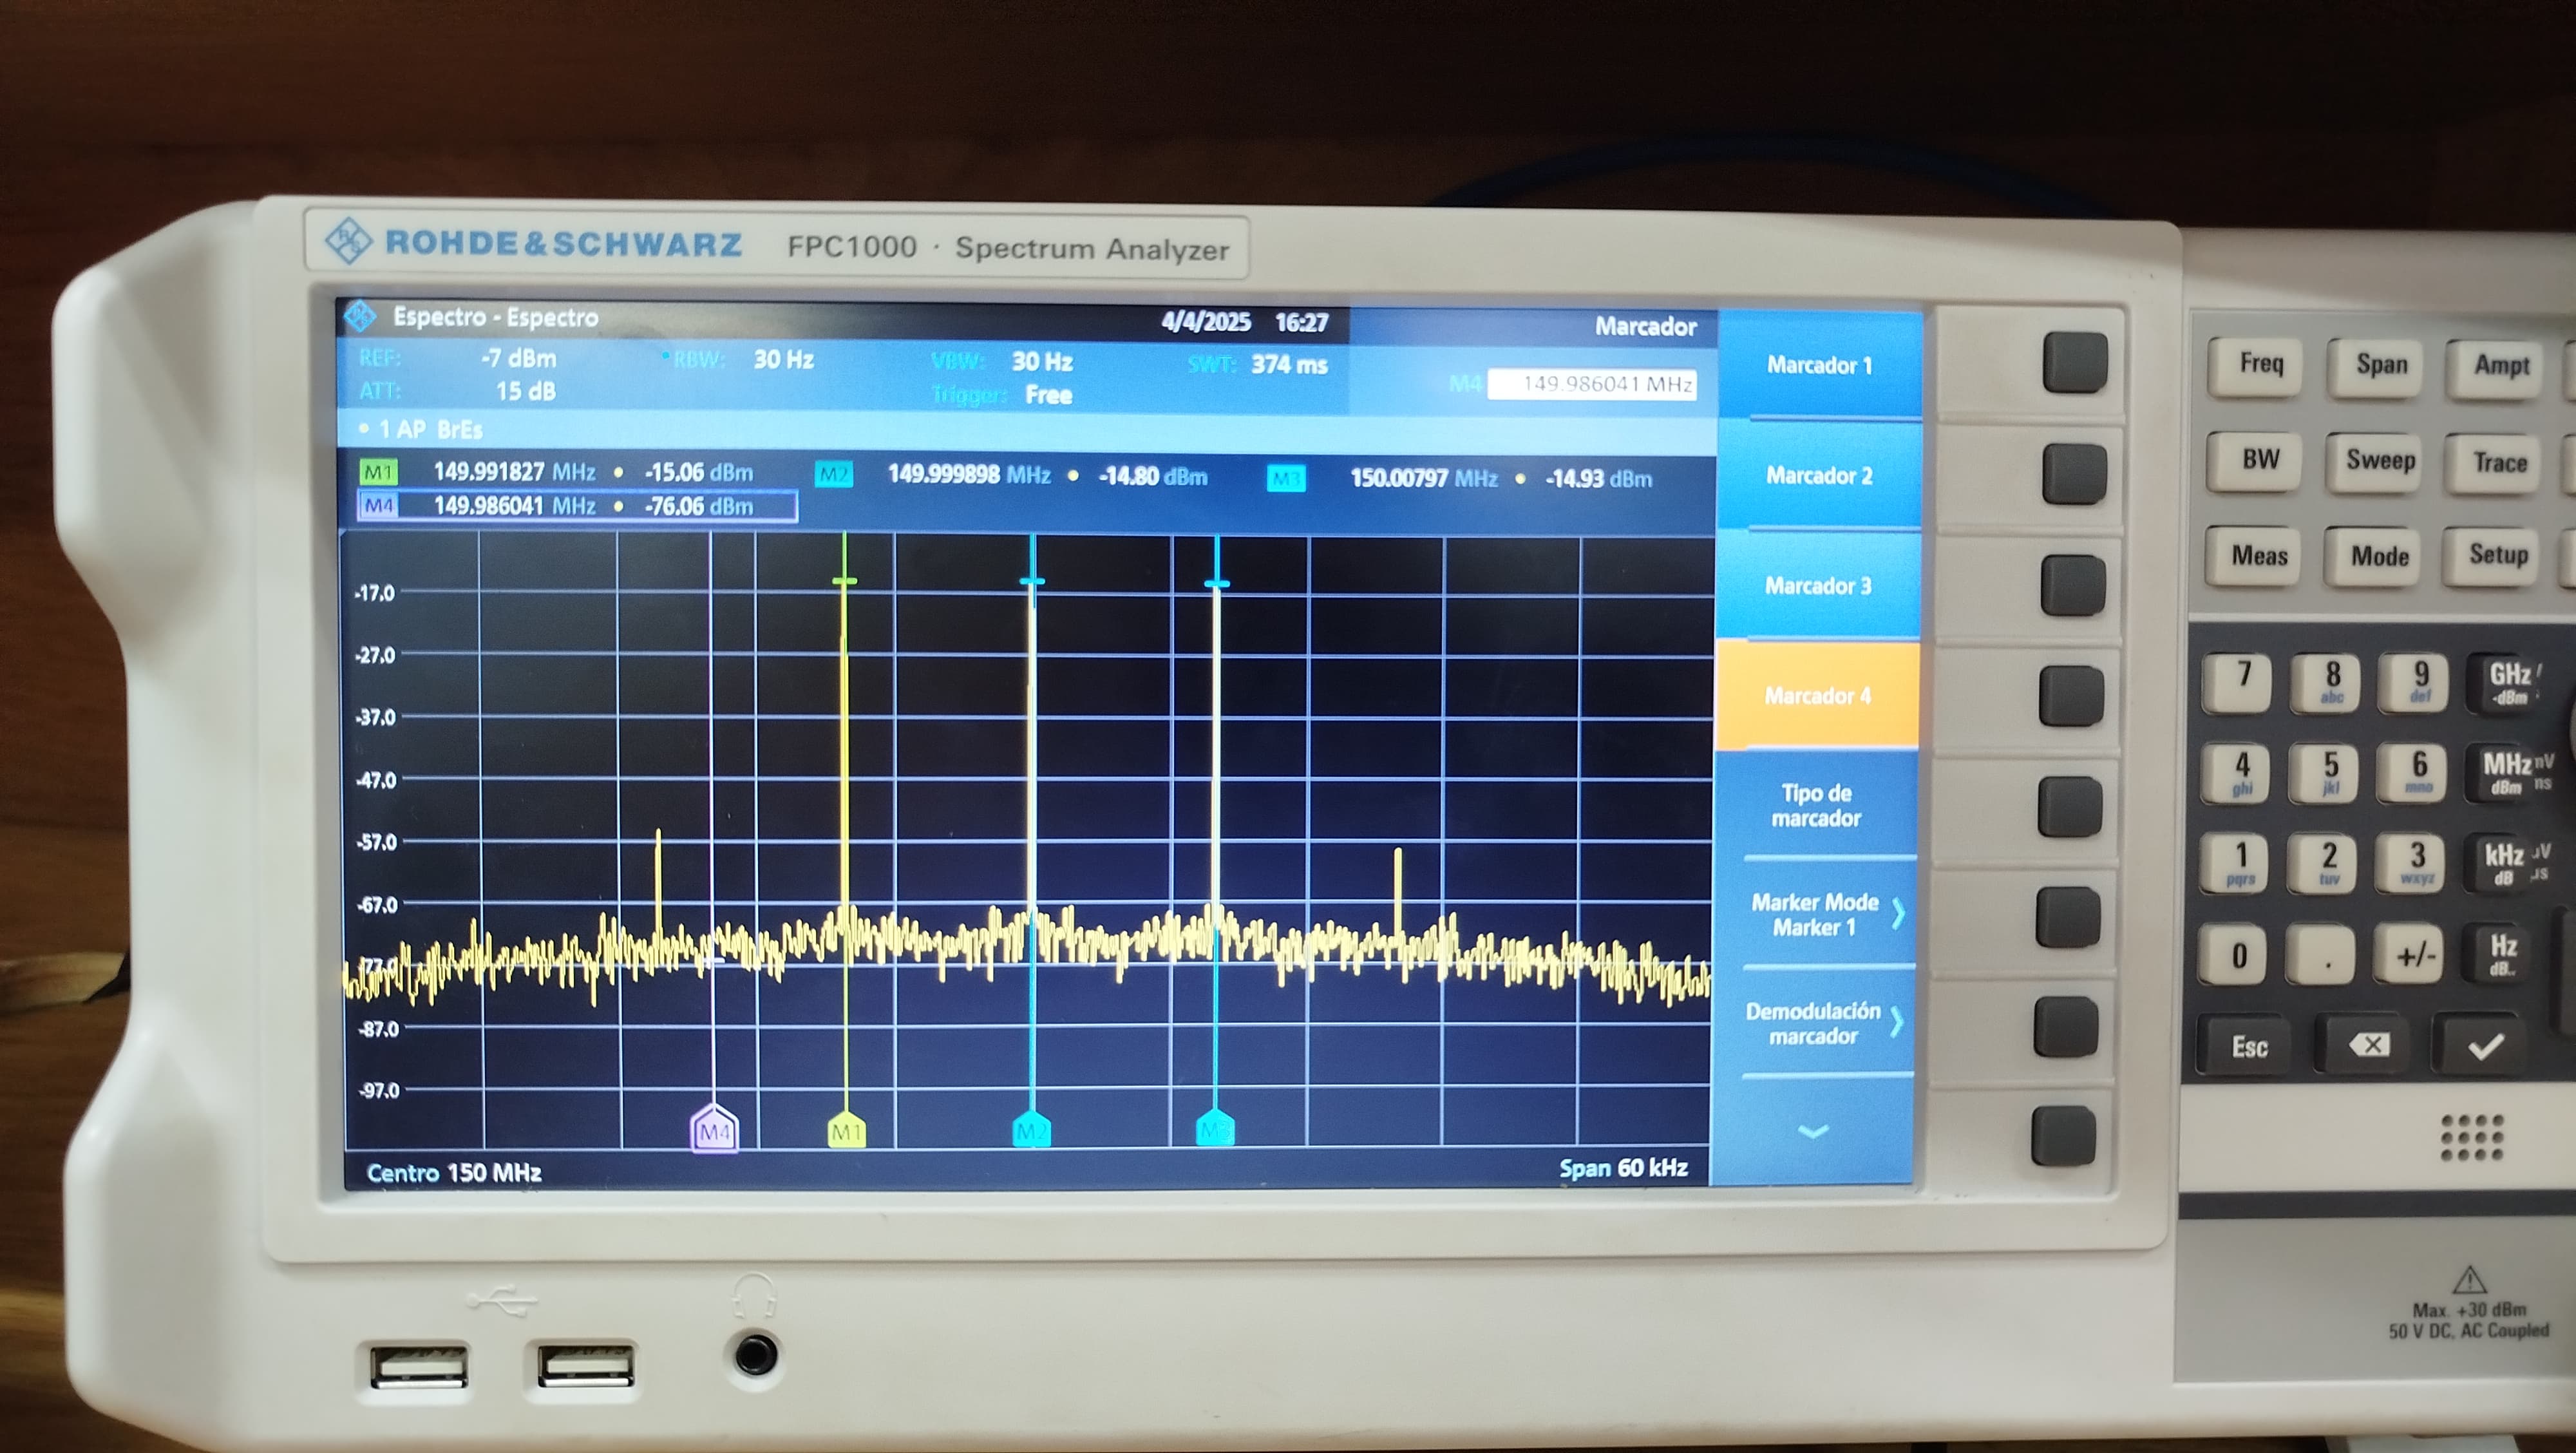 ROHDE & SCHWARZ FPC1000 · Spectrum Analyzer
Espectro - Espectro 4/4/2025 16:27 Marcador
REF: -7 dBm RBW: 30 Hz VBW: 30 Hz SWT: 374 ms
M4 149.986041 MHz
ATT: 15 dB Trigger: Free
1 AP BrEs
M1 149.991827 MHz • -15.06 dBm M2 149.999898 MHz • -14.80 dBm M3 150.00797 MHz • -14.93 dBm
M4 149.986041 MHz • -76.06 dBm
-17.0
-27.0
-37.0
-47.0
-57.0
-67.0
-77.0
-87.0
-97.0
M4 M1 M2 M3
Centro 150 MHz Span 60 kHz
Marcador 1
Marcador 2
Marcador 3
Marcador 4
Tipo de
marcador
Marker Mode
Marker 1
Demodulación
marcador
Freq Span Ampt
BW Sweep Trace
Meas Mode Setup
7 8 9 GHz
abc def -dBm
4 5 6 MHz nV
ghi jkl mno dBm ns
1 2 3 kHz µV
pqrs tuv wxyz dB µs
0 . +/- Hz
dB..
Esc
Max. +30 dBm
50 V DC, AC Coupled